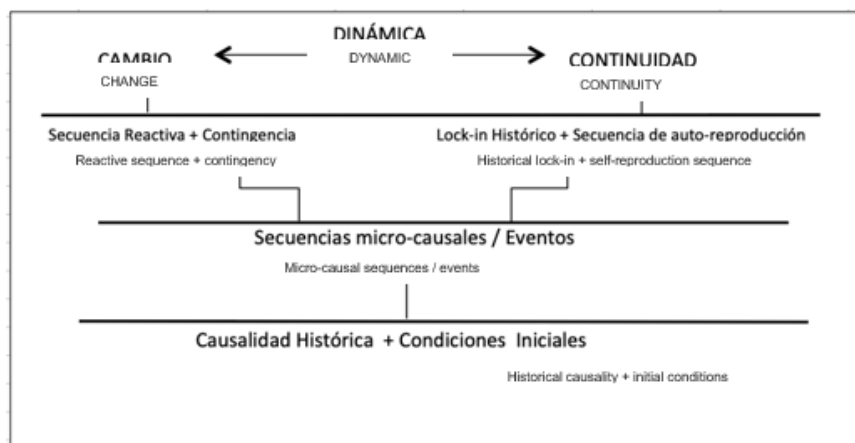 DINÁMICA
DYNAMIC
CAMBIO
CHANGE
CONTINUIDAD
CONTINUITY
Secuencia Reactiva + Contingencia
Reactive sequence + contingency
Lock-in Histórico + Secuencia de auto-reproducción
Historical lock-in + self-reproduction sequence
Secuencias micro-causales / Eventos
Micro-causal sequences / events
Causalidad Histórica + Condiciones Iniciales
Historical causality + initial conditions